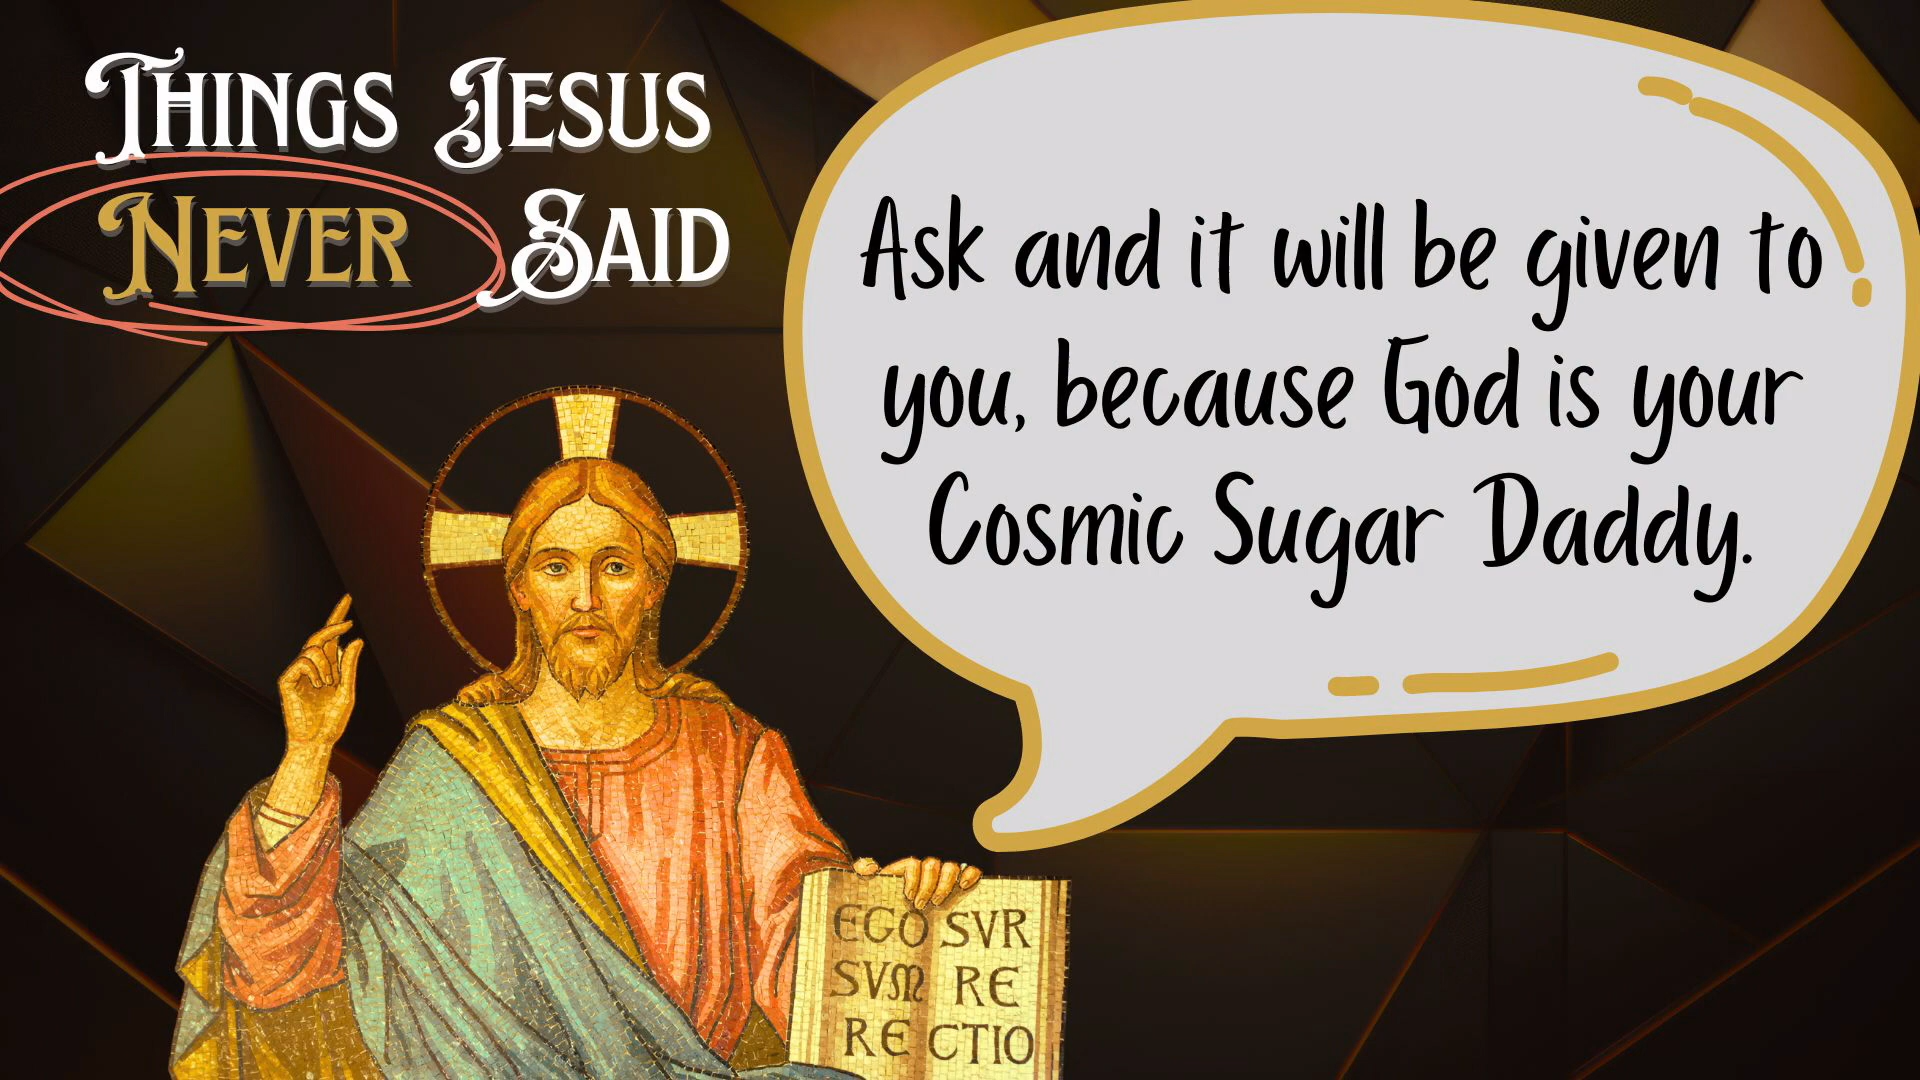 THINGS JESUS
NEVER SAID
Ask and it will be given to
you, because God is your
Cosmic Sugar Daddy.
EGO SVR
SVM RE
RE CTIO